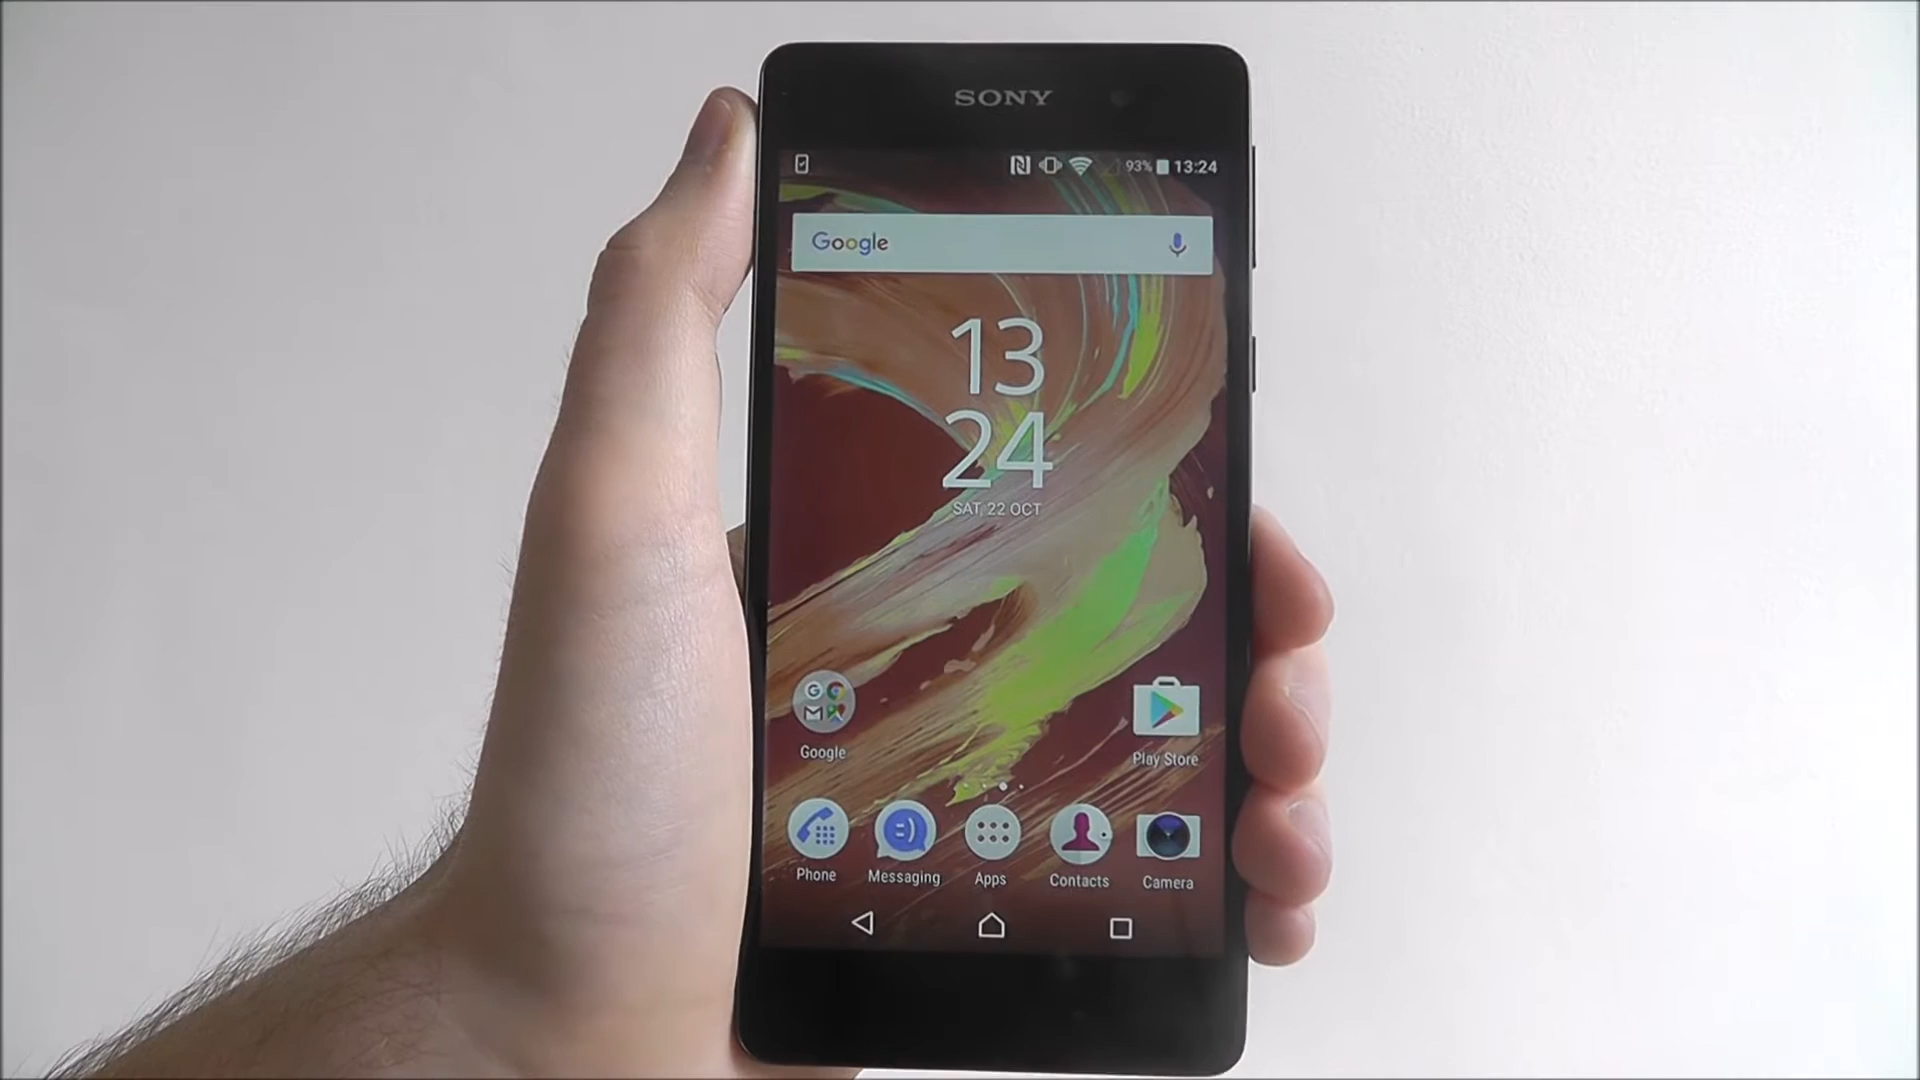 SONY
93% 13:24
Google
13
24
SAT, 22 OCT
Google
Play Store
Phone
Messaging
Apps
Contacts
Camera